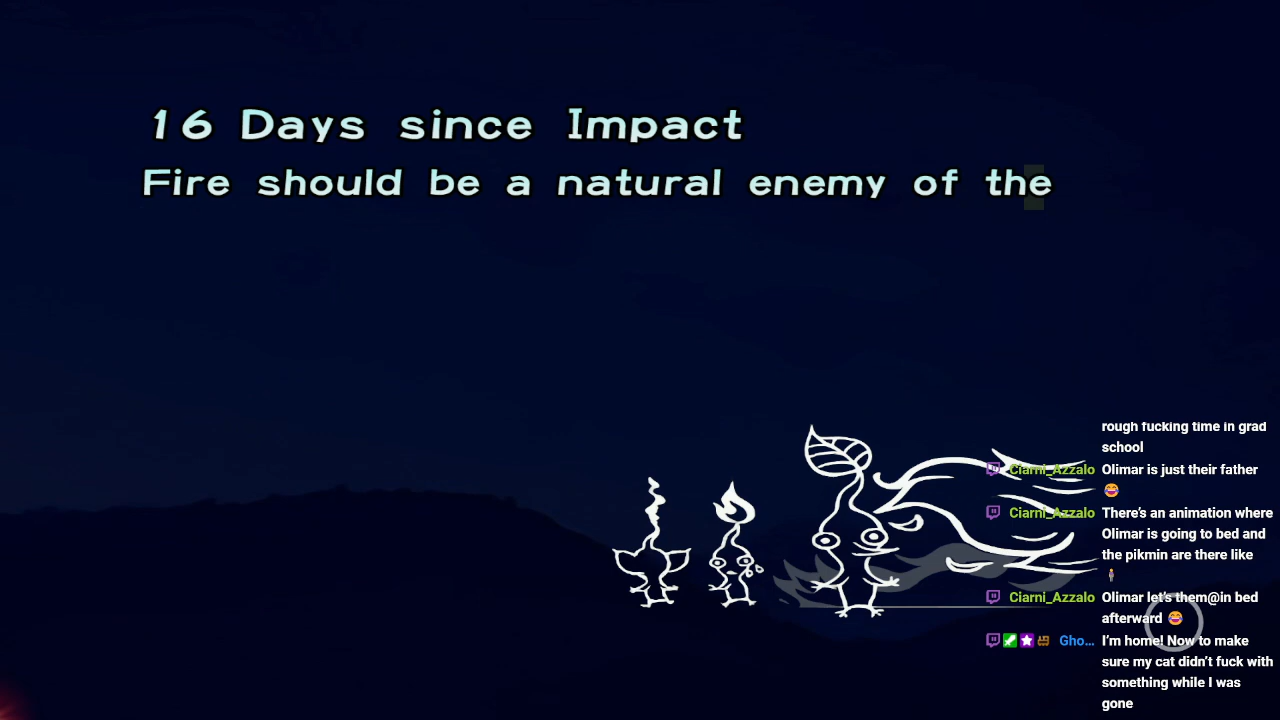 16 Days since Impact
Fire should be a natural enemy of the
rough fucking time in grad
school
Ciarni_Azzalo Olimar is just their father
😂
Ciarni_Azzalo There's an animation where
Olimar is going to bed and
the pikmin are there like
🧍
Ciarni_Azzalo Olimar let's them@in bed
afterward 😂
Gho... I'm home! Now to make
sure my cat didn't fuck with
something while I was
gone